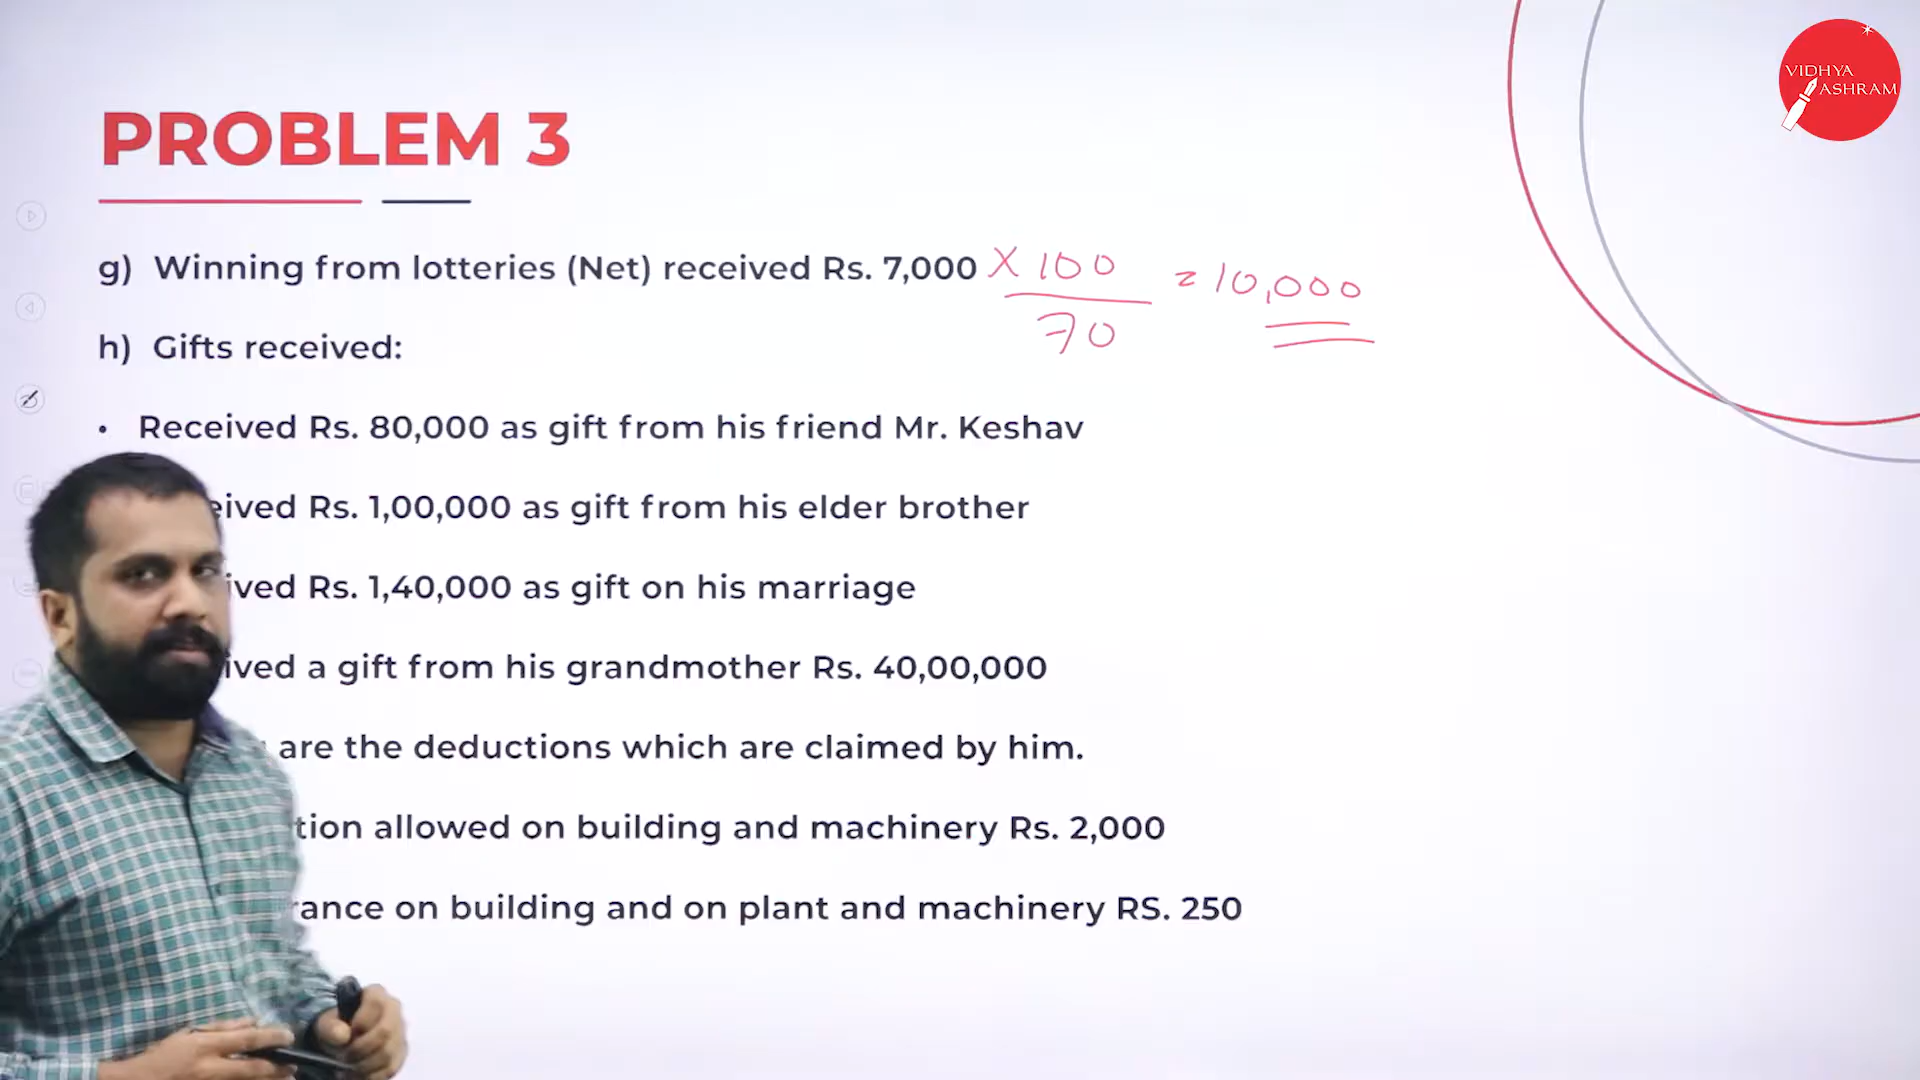 VIDHYA
ASHRAM
PROBLEM 3
g) Winning from lotteries (Net) received Rs. 7,000 X 100 = 10,000
70
h) Gifts received:
• Received Rs. 80,000 as gift from his friend Mr. Keshav
eived Rs. 1,00,000 as gift from his elder brother
ived Rs. 1,40,000 as gift on his marriage
ived a gift from his grandmother Rs. 40,00,000
are the deductions which are claimed by him.
tion allowed on building and machinery Rs. 2,000
rance on building and on plant and machinery RS. 250